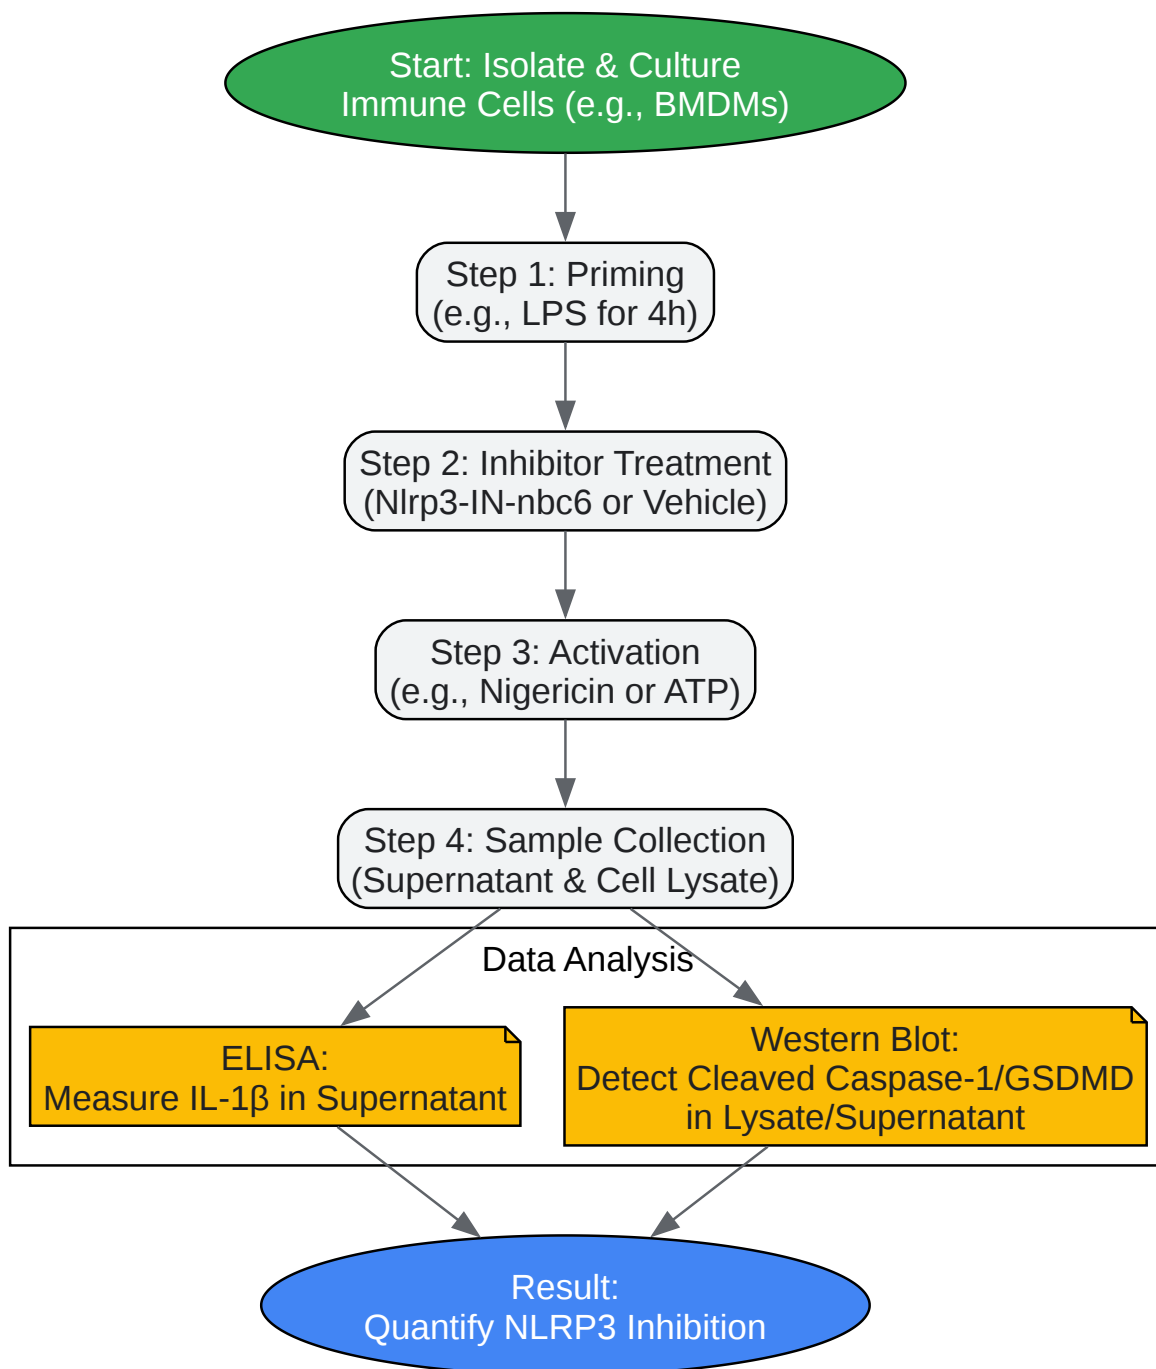 Start: Isolate & Culture
Immune Cells (e.g., BMDMs)
Step 1: Priming
(e.g., LPS for 4h)
Step 2: Inhibitor Treatment
(Nlrp3-IN-nbc6 or Vehicle)
Step 3: Activation
(e.g., Nigericin or ATP)
Step 4: Sample Collection
(Supernatant & Cell Lysate)
Data Analysis
ELISA:
Measure IL-1β in Supernatant
Western Blot:
Detect Cleaved Caspase-1/GSDMD
in Lysate/Supernatant
Result:
Quantify NLRP3 Inhibition